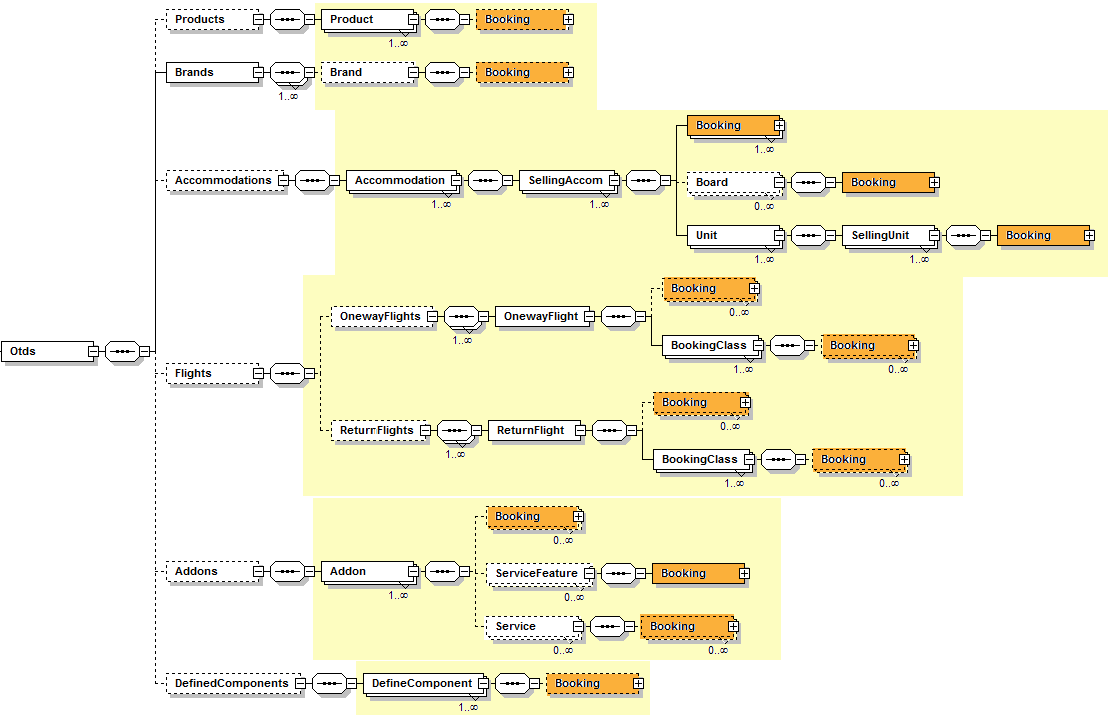 Products Product Booking
1..∞
Brands Brand Booking
1..∞
Booking
1..∞
Accommodations Accommodation SellingAccom Board Booking
1..∞ 1..∞ 0..∞
Unit SellingUnit Booking
1..∞ 1..∞
Booking
0..∞
OnewayFlights OnewayFlight
1..∞
BookingClass Booking
1..∞ 0..∞
Otds
Flights
Booking
0..∞
ReturnFlights ReturnFlight
1..∞
BookingClass Booking
1..∞ 0..∞
Booking
0..∞
Addons Addon ServiceFeature Booking
1..∞ 0..∞
Service Booking
0..∞ 0..∞
DefinedComponents DefineComponent Booking
1..∞